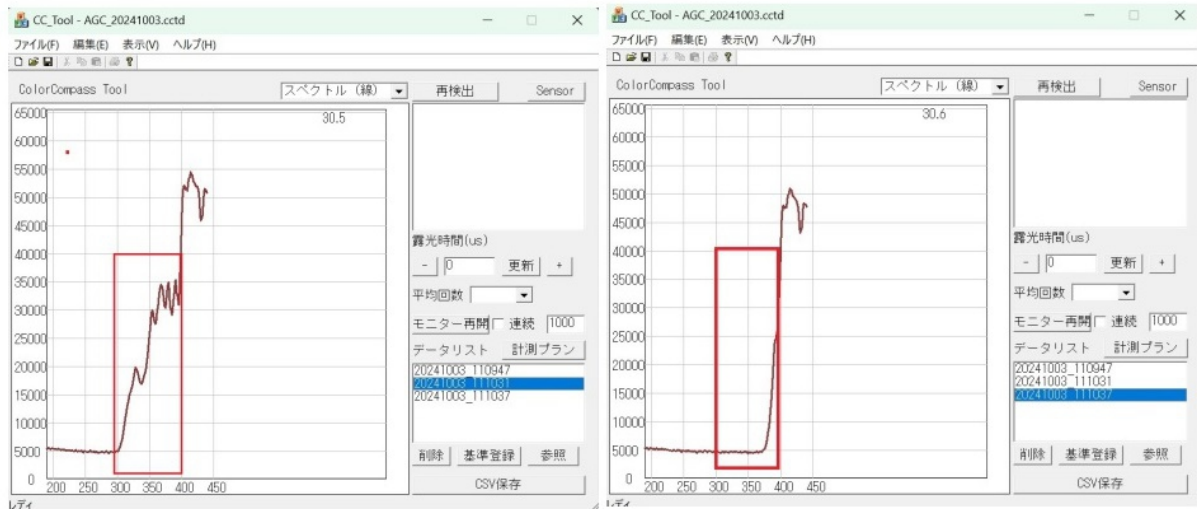 CC_Tool - AGC_20241003.cctd
ファイル(F) 編集(E) 表示(V) ヘルプ(H)
ColorCompass Tool
スペクトル (線)
再検出
Sensor
65000
60000
55000
50000
45000
40000
35000
30000
25000
20000
15000
10000
5000
0
200 250 300 350 400 450
30.5
露光時間(us)
- 0 更新 +
平均回数
モニター再開 連続 1000
データリスト 計測プラン
20241003_110947
20241003_111031
20241003_111037
削除 基準登録 参照
CSV保存
レディ
CC_Tool - AGC_20241003.cctd
ファイル(F) 編集(E) 表示(V) ヘルプ(H)
ColorCompass Tool
スペクトル (線)
再検出
Sensor
65000
60000
55000
50000
45000
40000
35000
30000
25000
20000
15000
10000
5000
0
200 250 300 350 400 450
30.6
露光時間(us)
- 0 更新 +
平均回数
モニター再開 連続 1000
データリスト 計測プラン
20241003_110947
20241003_111031
20241003_111037
削除 基準登録 参照
CSV保存
レディ